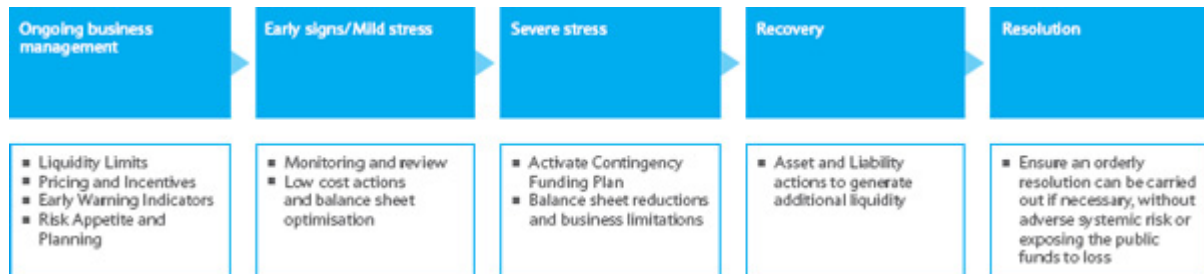 Ongoing business
management
Early signs/Mild stress
Severe stress
Recovery
Resolution
▪ Liquidity Limits
▪ Pricing and Incentives
▪ Early Warning Indicators
▪ Risk Appetite and
Planning
▪ Monitoring and review
▪ Low cost actions
and balance sheet
optimisation
▪ Activate Contingency
Funding Plan
▪ Balance sheet reductions
and business limitations
▪ Asset and Liability
actions to generate
additional liquidity
▪ Ensure an orderly
resolution can be carried
out if necessary, without
adverse systemic risk or
exposing the public
funds to loss